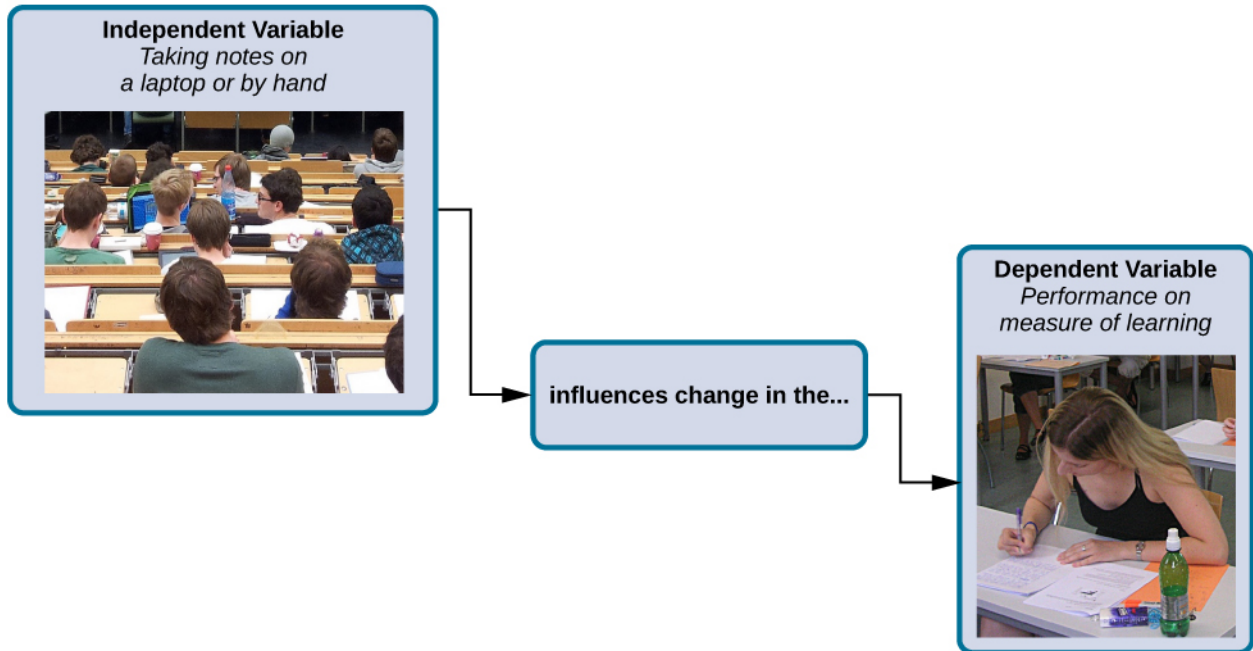 Independent Variable
Taking notes on
a laptop or by hand
influences change in the...
Dependent Variable
Performance on
measure of learning